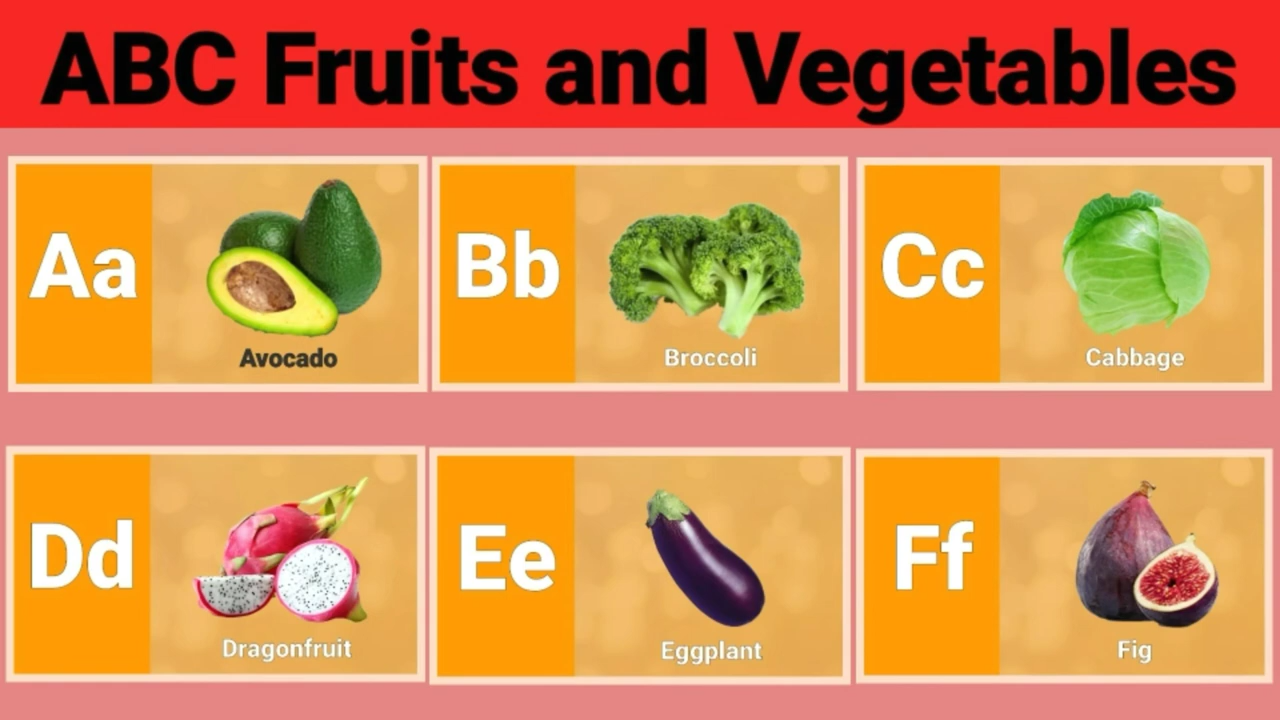 ABC Fruits and Vegetables
Aa
Avocado
Bb
Broccoli
Cc
Cabbage
Dd
Dragonfruit
Ee
Eggplant
Ff
Fig